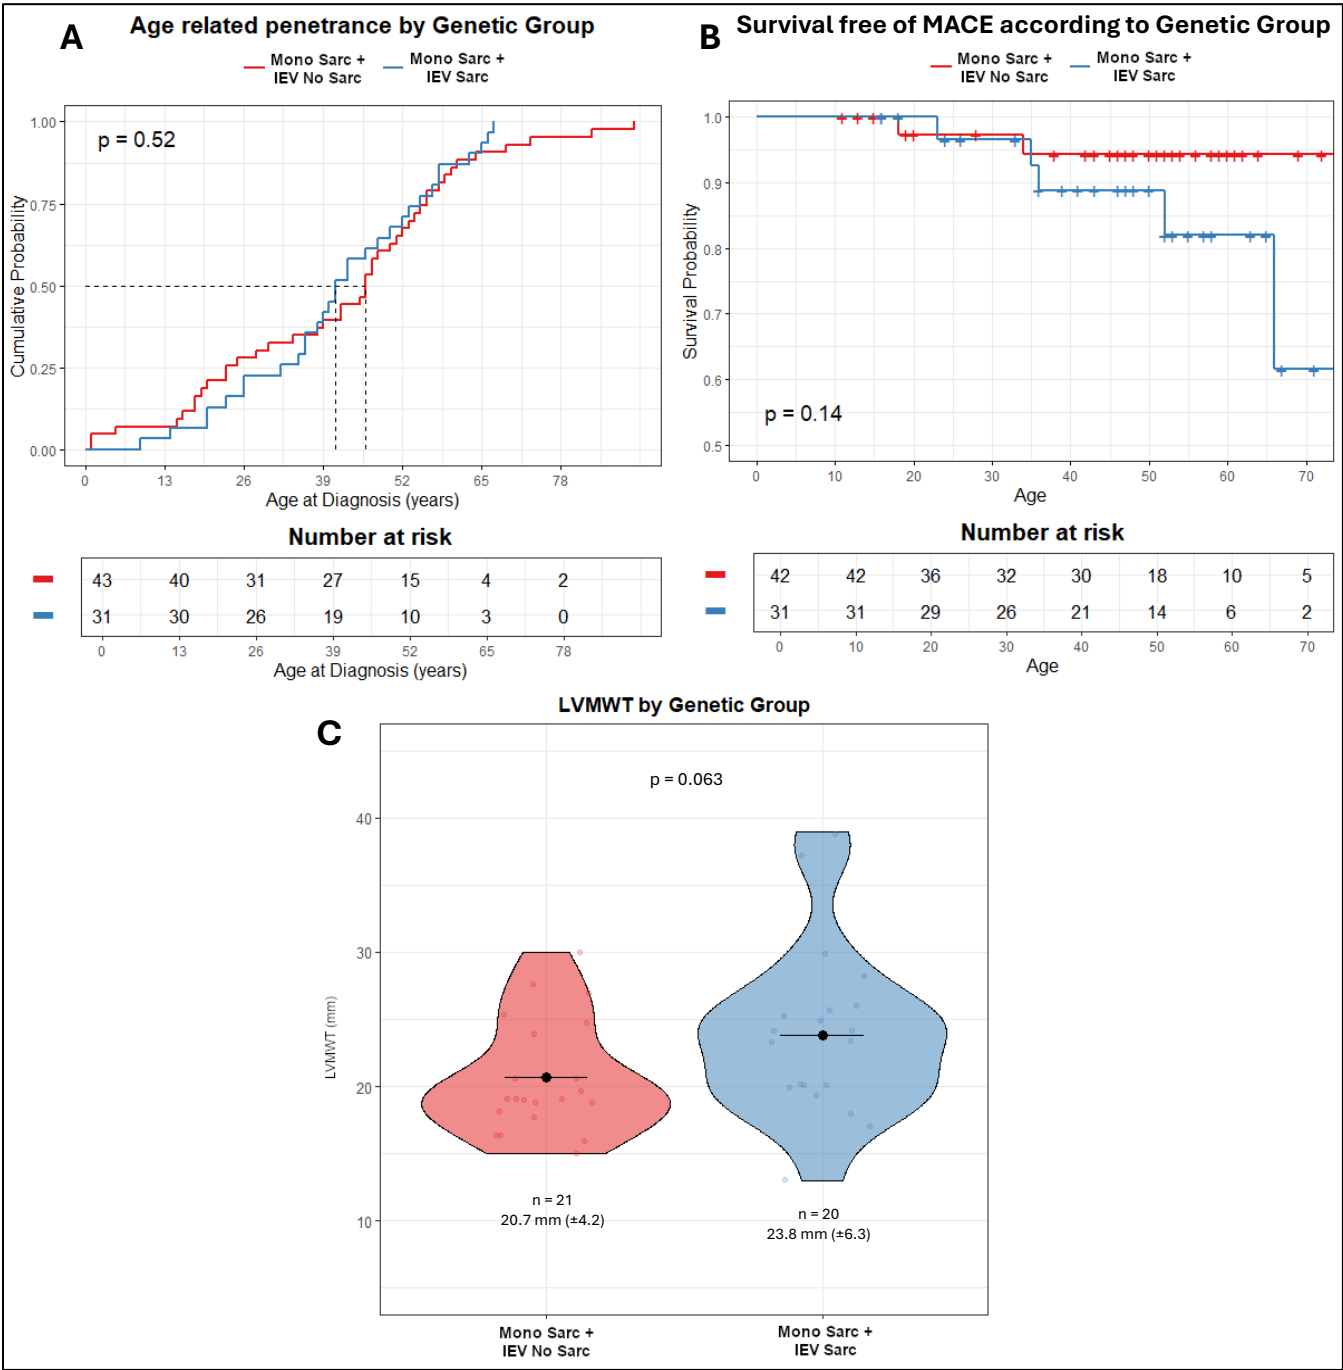 A
Age related penetrance by Genetic Group
Mono Sarc +
IEV No Sarc
Mono Sarc +
IEV Sarc
p = 0.52
Cumulative Probability
1.00
0.75
0.50
0.25
0.00
0 13 26 39 52 65 78
Age at Diagnosis (years)
Number at risk
43 40 31 27 15 4 2
31 30 26 19 10 3 0
0 13 26 39 52 65 78
Age at Diagnosis (years)
B
Survival free of MACE according to Genetic Group
Mono Sarc +
IEV No Sarc
Mono Sarc +
IEV Sarc
Survival Probability
1.0
0.9
0.8
0.7
0.6
0.5
p = 0.14
0 10 20 30 40 50 60 70
Age
Number at risk
42 42 36 32 30 18 10 5
31 31 29 26 21 14 6 2
0 10 20 30 40 50 60 70
Age
C
LVMWT by Genetic Group
p = 0.063
LVMWT (mm)
40
30
20
10
n = 21
20.7 mm (±4.2)
n = 20
23.8 mm (±6.3)
Mono Sarc +
IEV No Sarc
Mono Sarc +
IEV Sarc